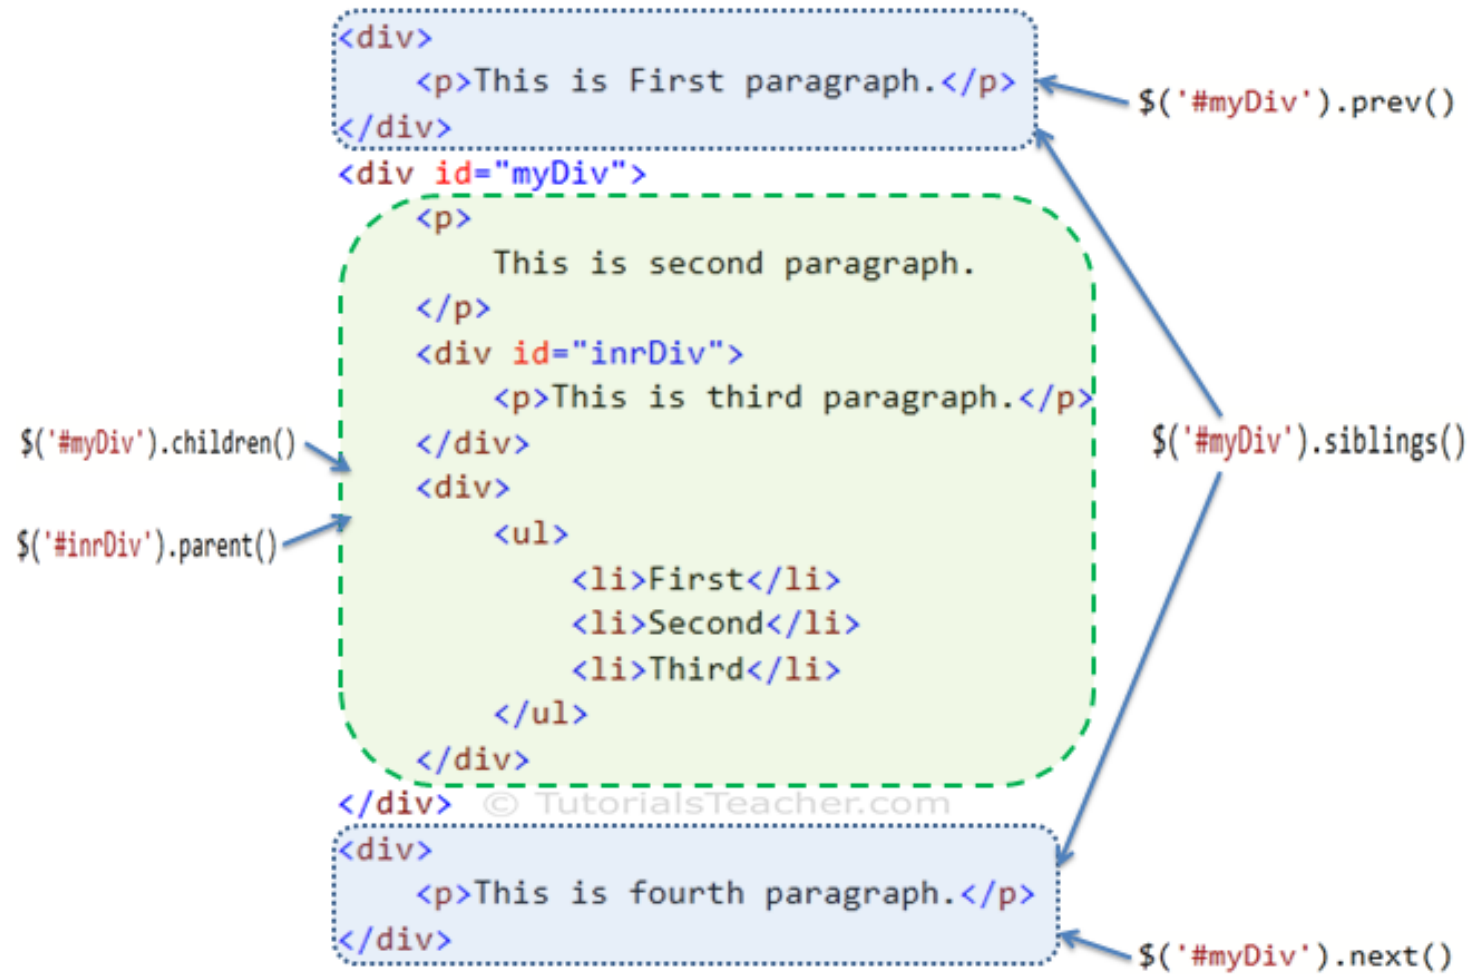 <div>
<p>This is First paragraph.</p>
</div>
$('#myDiv').prev()
<div id="myDiv">
<p>
This is second paragraph.
</p>
<div id="inrDiv">
<p>This is third paragraph.</p>
$('#myDiv').children()
</div>
$('#myDiv').siblings()
<div>
<ul>
$('#inrDiv').parent()
<li>First</li>
<li>Second</li>
<li>Third</li>
</ul>
</div>
</div>
© TutorialsTeacher.com
<div>
<p>This is fourth paragraph.</p>
</div>
$('#myDiv').next()